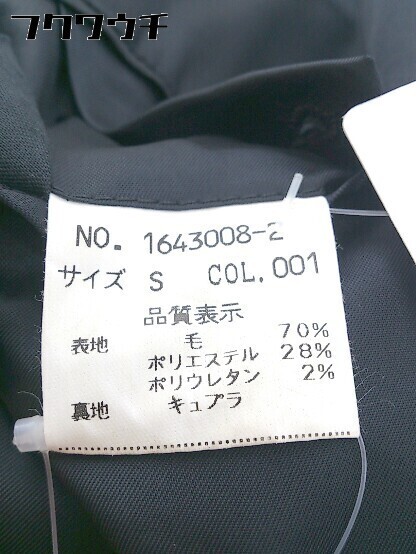 フクウウチ
NO. 1643008-2
サイズ S COL. 001
品質表示
表地 毛 70%
ポリエステル 28%
ポリウレタン 2%
裏地 キュプラ